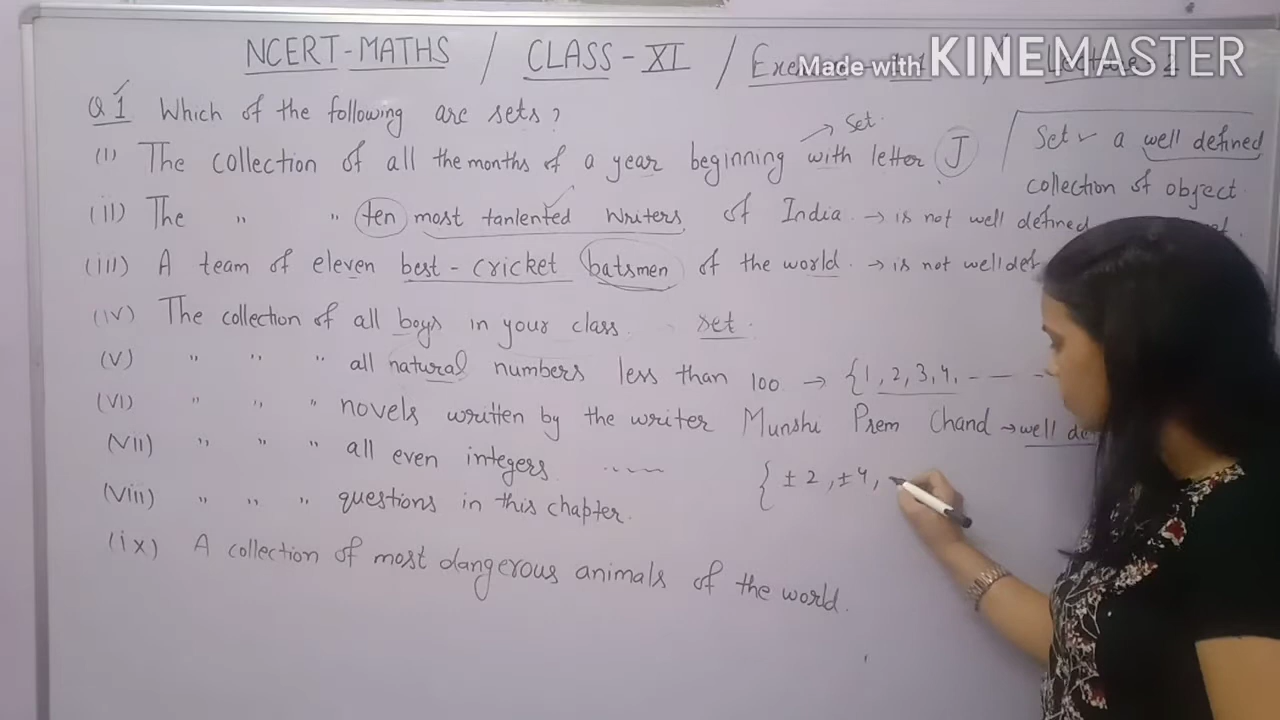 NCERT-MATHS / CLASS-XI /
Made with KINEMASTER
Q 1 Which of the following are sets?
(i) The collection of all the months of a year beginning with letter J
→ Set.
Set a well defined
collection of object
(ii) The " " ten most tanlented writers of India. → is not well defined
(iii) A team of eleven best-cricket batsmen of the world. → is not well def
(iv) The collection of all boys in your class. set.
(v) " " " all natural numbers less than 100 → {1, 2, 3, 4, - - -
(vi) " " " novels written by the writer Munshi Prem Chand → well de
(vii) " " " all even integers { ±2, ±4,
(viii) " " " questions in this chapter.
(ix) A collection of most dangerous animals of the world.